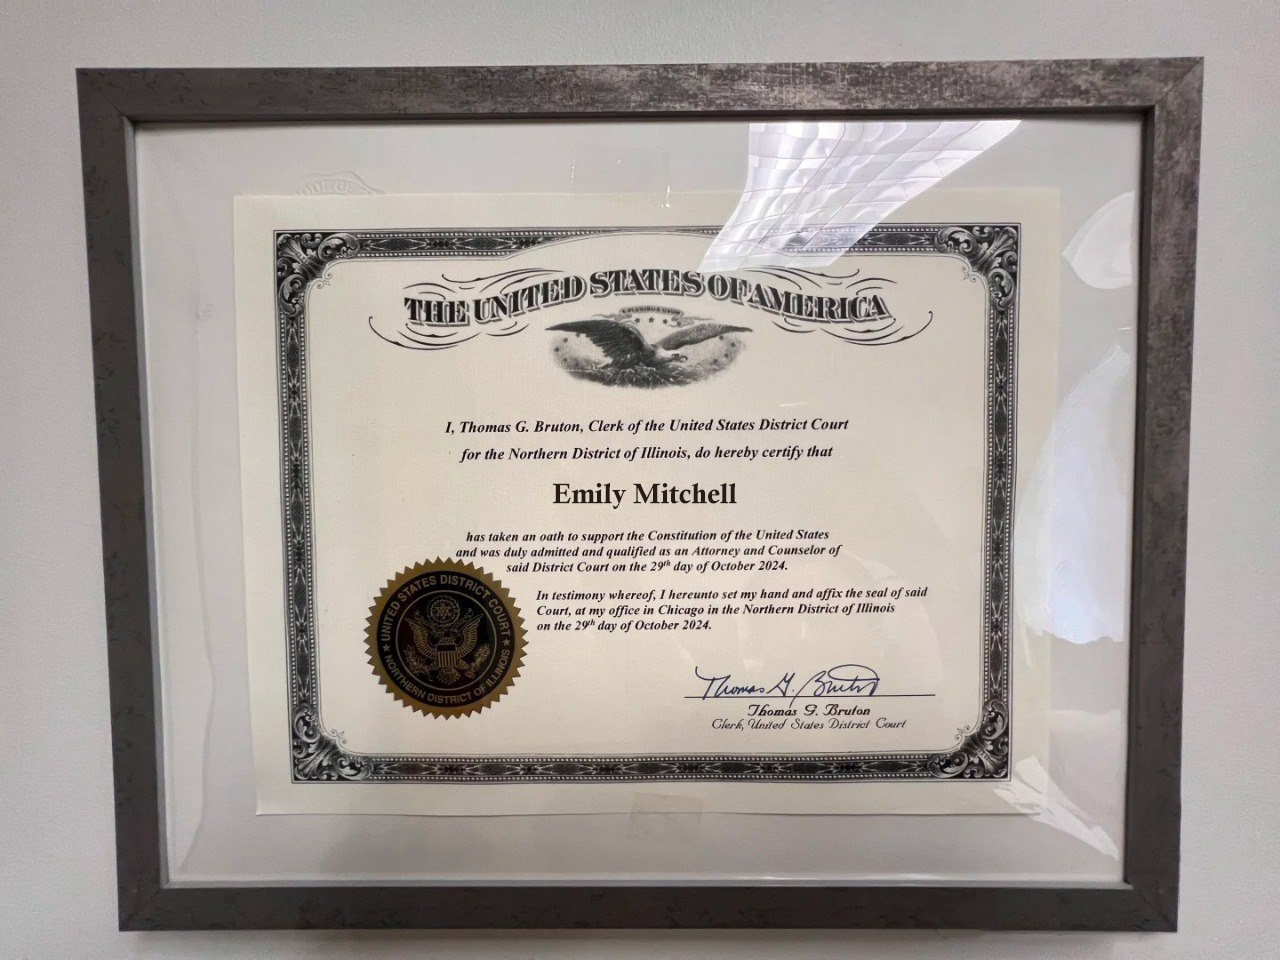 THE UNITED STATES OF AMERICA
E PLURIBUS UNUM
I, Thomas G. Bruton, Clerk of the United States District Court
for the Northern District of Illinois, do hereby certify that
Emily Mitchell
has taken an oath to support the Constitution of the United States
and was duly admitted and qualified as an Attorney and Counselor of
said District Court on the 29th day of October 2024.
In testimony whereof, I hereunto set my hand and affix the seal of said
Court, at my office in Chicago in the Northern District of Illinois
on the 29th day of October 2024.
UNITED STATES DISTRICT COURT
NORTHERN DISTRICT OF ILLINOIS
Thomas G. Bruton
Thomas G. Bruton
Clerk, United States District Court